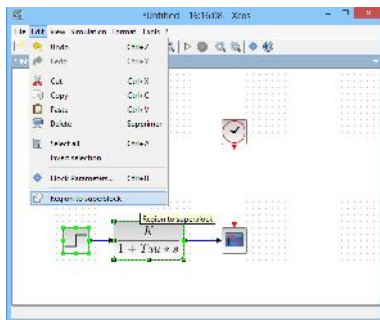 *Untitled - 16:16:08 - Xcos
File Edit View Simulation Format Tools ?
Undo Ctrl+Z
Redo Ctrl+Y
Cut Ctrl+X
Copy Ctrl+C
Paste Ctrl+V
Delete Supprimer
Select all Ctrl+A
Invert selection
Block Parameters... Ctrl+B
Region to superblock
Region to superblock
K
1 + Tau * s